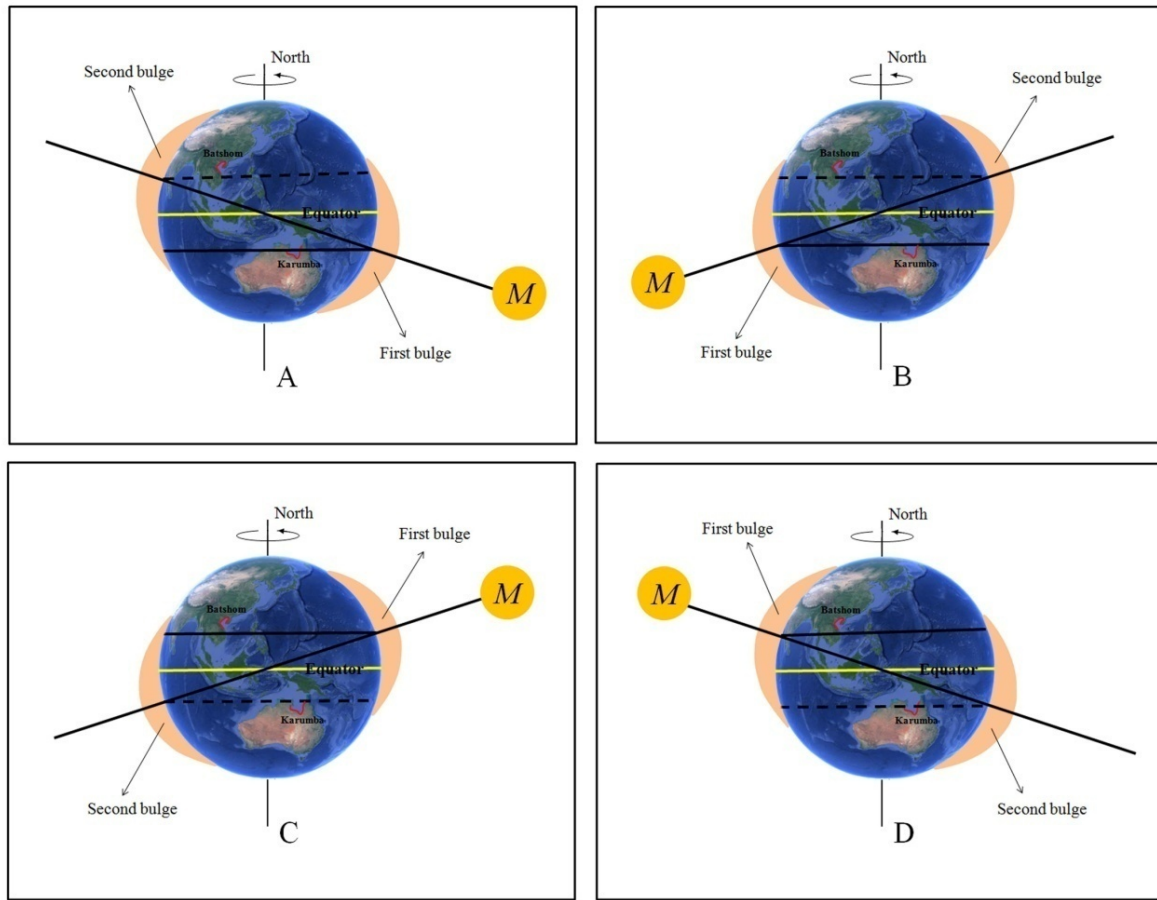 North
Second bulge
Batshom
Equator
Karumba
M
First bulge
A
North
Second bulge
Batshom
Equator
Karumba
M
First bulge
B
North
First bulge
M
Batshom
Equator
Karumba
Second bulge
C
North
First bulge
M
Batshom
Equator
Karumba
Second bulge
D